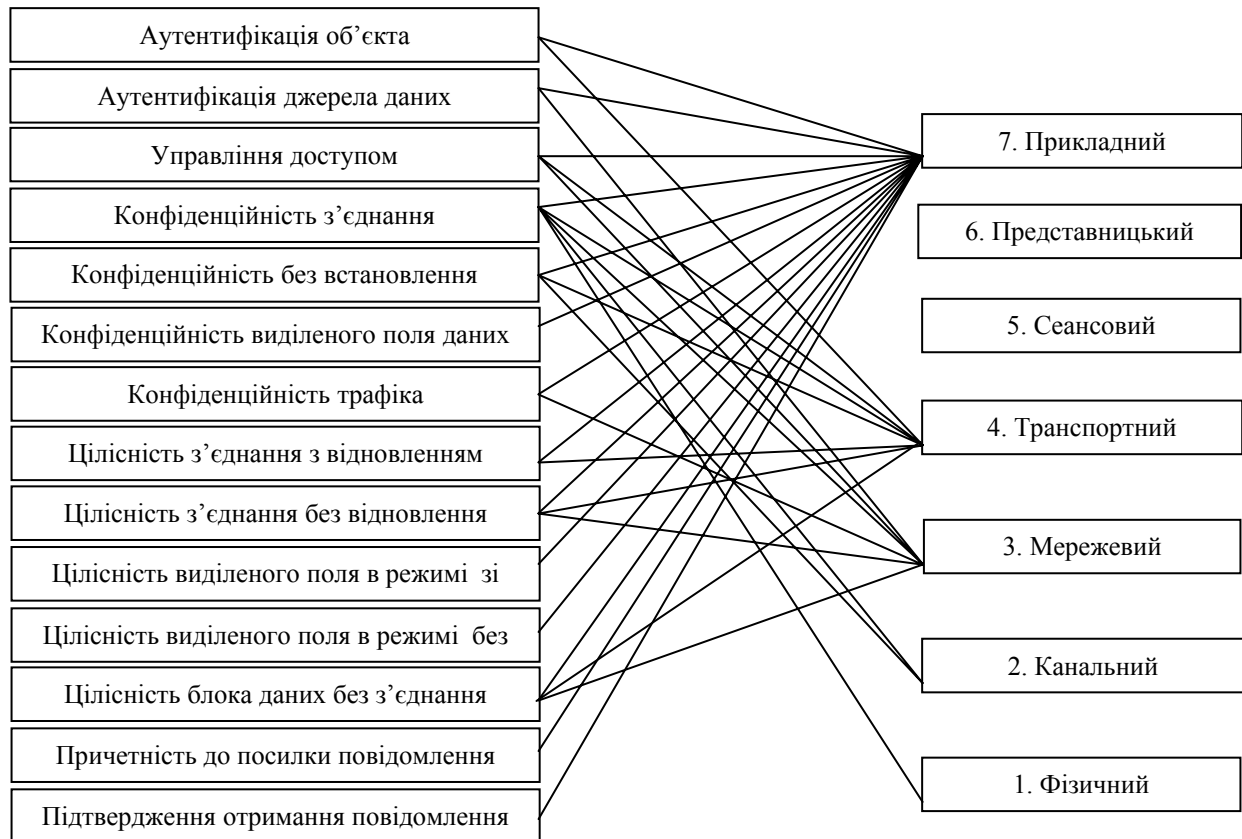 Аутентифікація об’єкта
Аутентифікація джерела даних
Управління доступом
Конфіденційність з’єднання
Конфіденційність без встановлення
Конфіденційність виділеного поля даних
Конфіденційність трафіка
Цілісність з’єднання з відновленням
Цілісність з’єднання без відновлення
Цілісність виділеного поля в режимі зі
Цілісність виділеного поля в режимі без
Цілісність блока даних без з’єднання
Причетність до посилки повідомлення
Підтвердження отримання повідомлення
7. Прикладний
6. Представницький
5. Сеансовий
4. Транспортний
3. Мережевий
2. Канальний
1. Фізичний